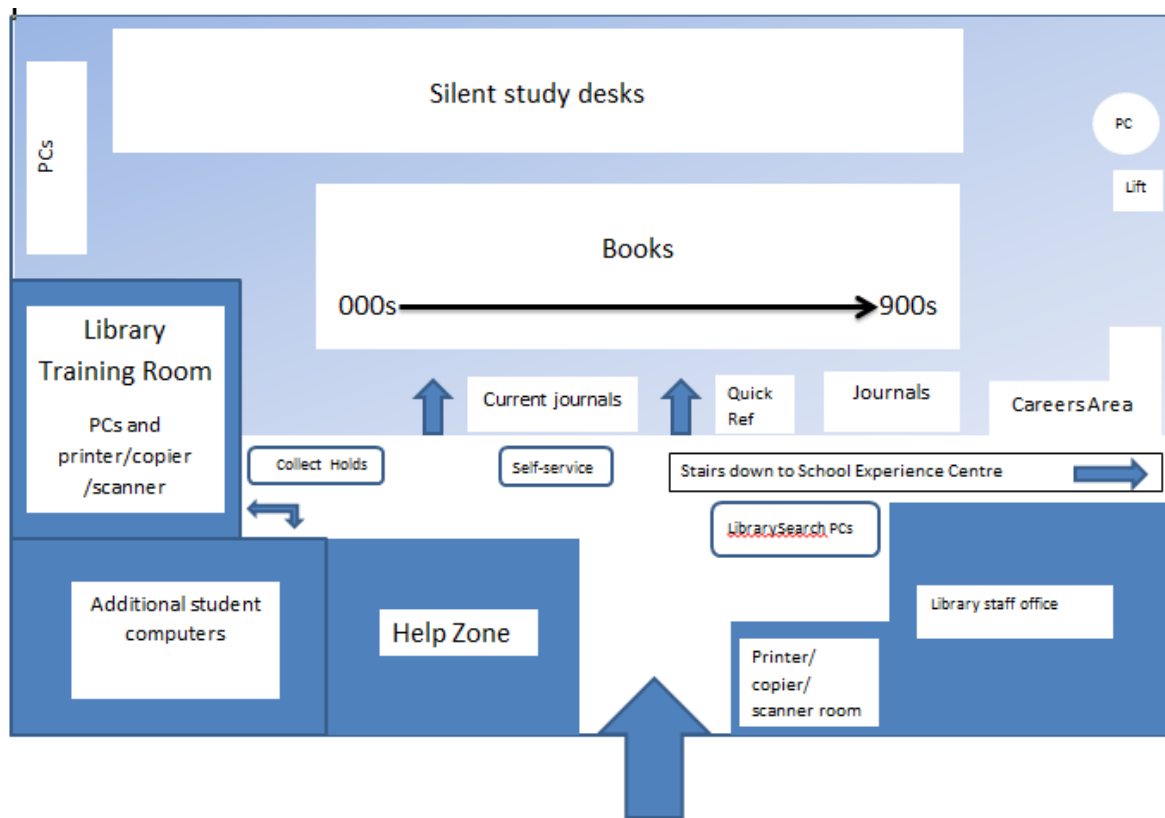 Silent study desks
PCs
PC
Lift
Books
000s
900s
Library
Training Room
PCs and
printer/copier
/scanner
Current journals
Quick
Ref
Journals
Careers Area
Collect Holds
Self-service
Stairs down to School Experience Centre
LibrarySearch PCs
Additional student
computers
Help Zone
Library staff office
Printer/
copier/
scanner room